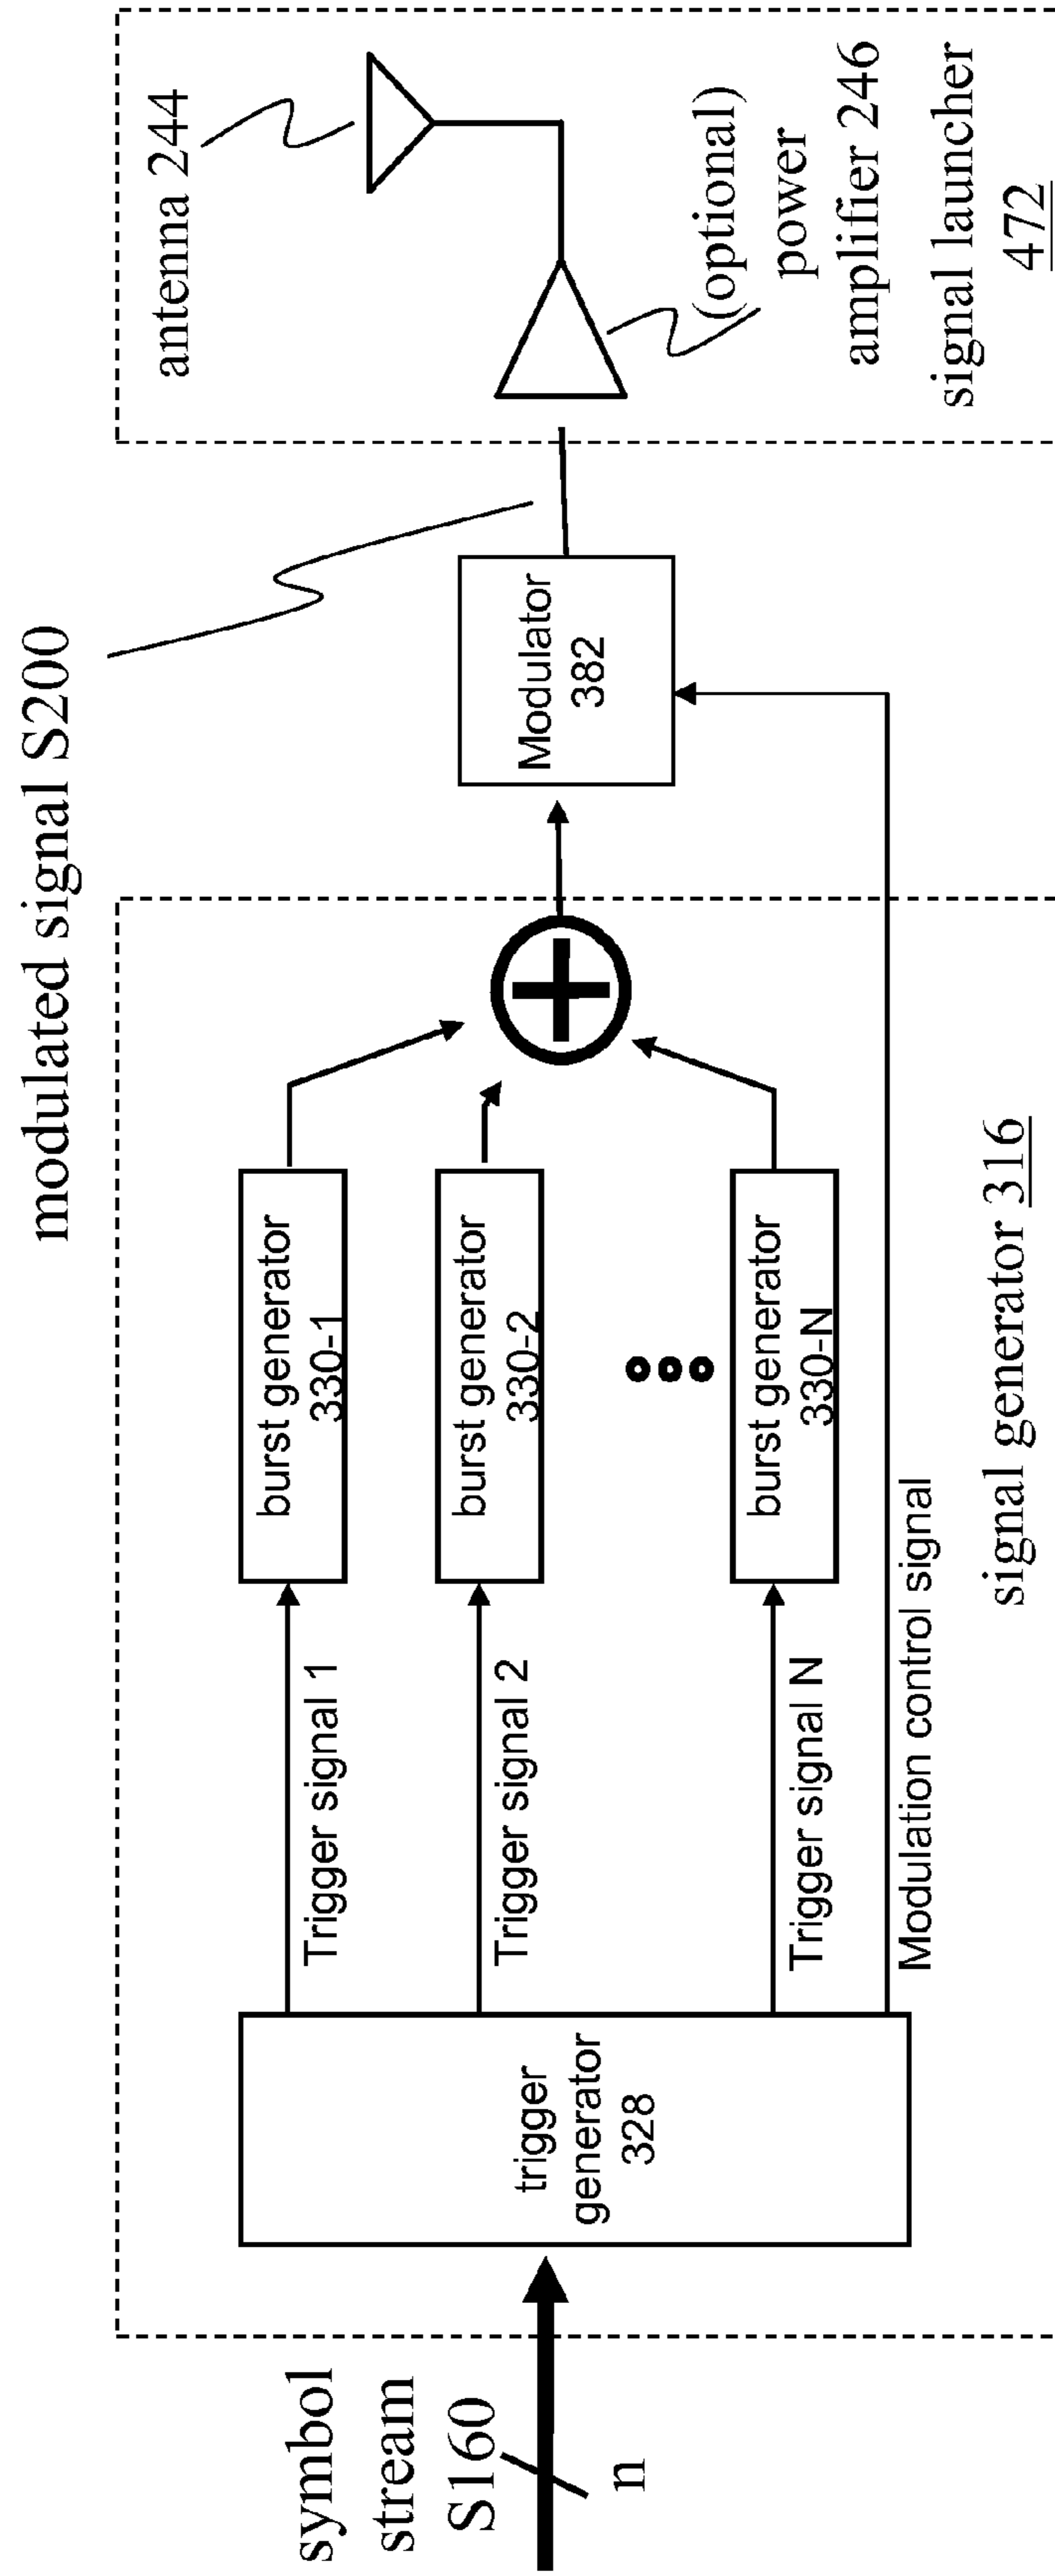 modulated signal S200
antenna 244
(optional)
power
amplifier 246
signal launcher
472
Modulator
382
burst generator
330-1
burst generator
330-2
burst generator
330-N
Trigger signal 1
Trigger signal 2
Trigger signal N
Modulation control signal
signal generator 316
trigger
generator
328
symbol
stream
S160
n